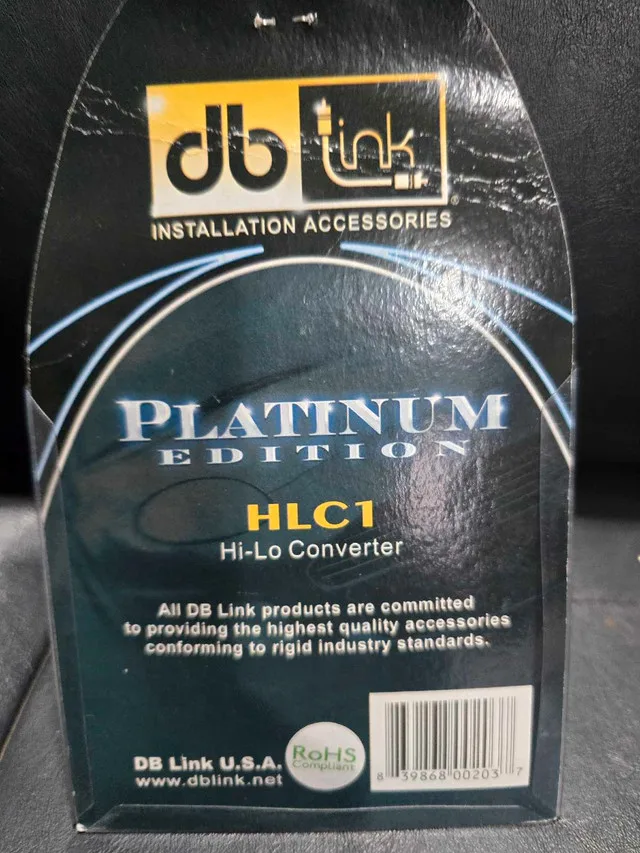 db Link ®
INSTALLATION ACCESSORIES
PLATINUM
EDITION
HLC1
Hi-Lo Converter
All DB Link products are committed
to providing the highest quality accessories
conforming to rigid industry standards.
DB Link U.S.A.
www.dblink.net
RoHS
Compliant
8 39868 00203 7